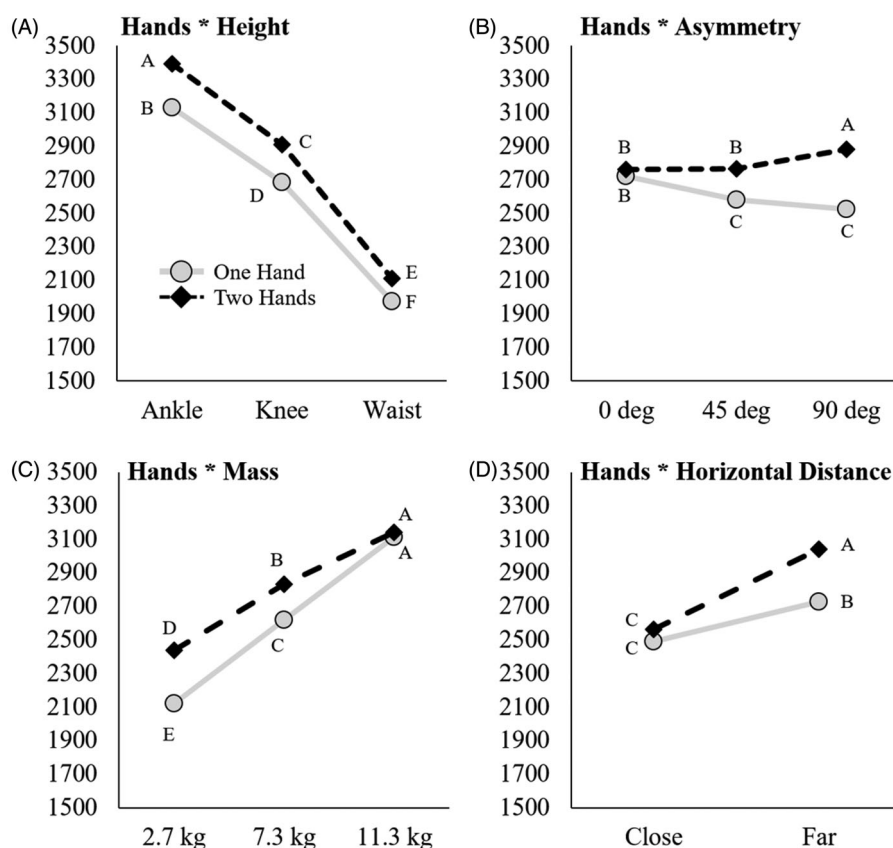 (A) Hands * Height
3500
3300
3100
2900
2700
2500
2300
2100
1900
1700
1500
A
B
C
D
E
F
One Hand
Two Hands
Ankle Knee Waist
(B) Hands * Asymmetry
3500
3300
3100
2900
2700
2500
2300
2100
1900
1700
1500
B
B
A
B
C
C
0 deg 45 deg 90 deg
(C) Hands * Mass
3500
3300
3100
2900
2700
2500
2300
2100
1900
1700
1500
A
B
A
D
C
E
2.7 kg 7.3 kg 11.3 kg
(D) Hands * Horizontal Distance
3500
3300
3100
2900
2700
2500
2300
2100
1900
1700
1500
A
C
B
C
Close Far